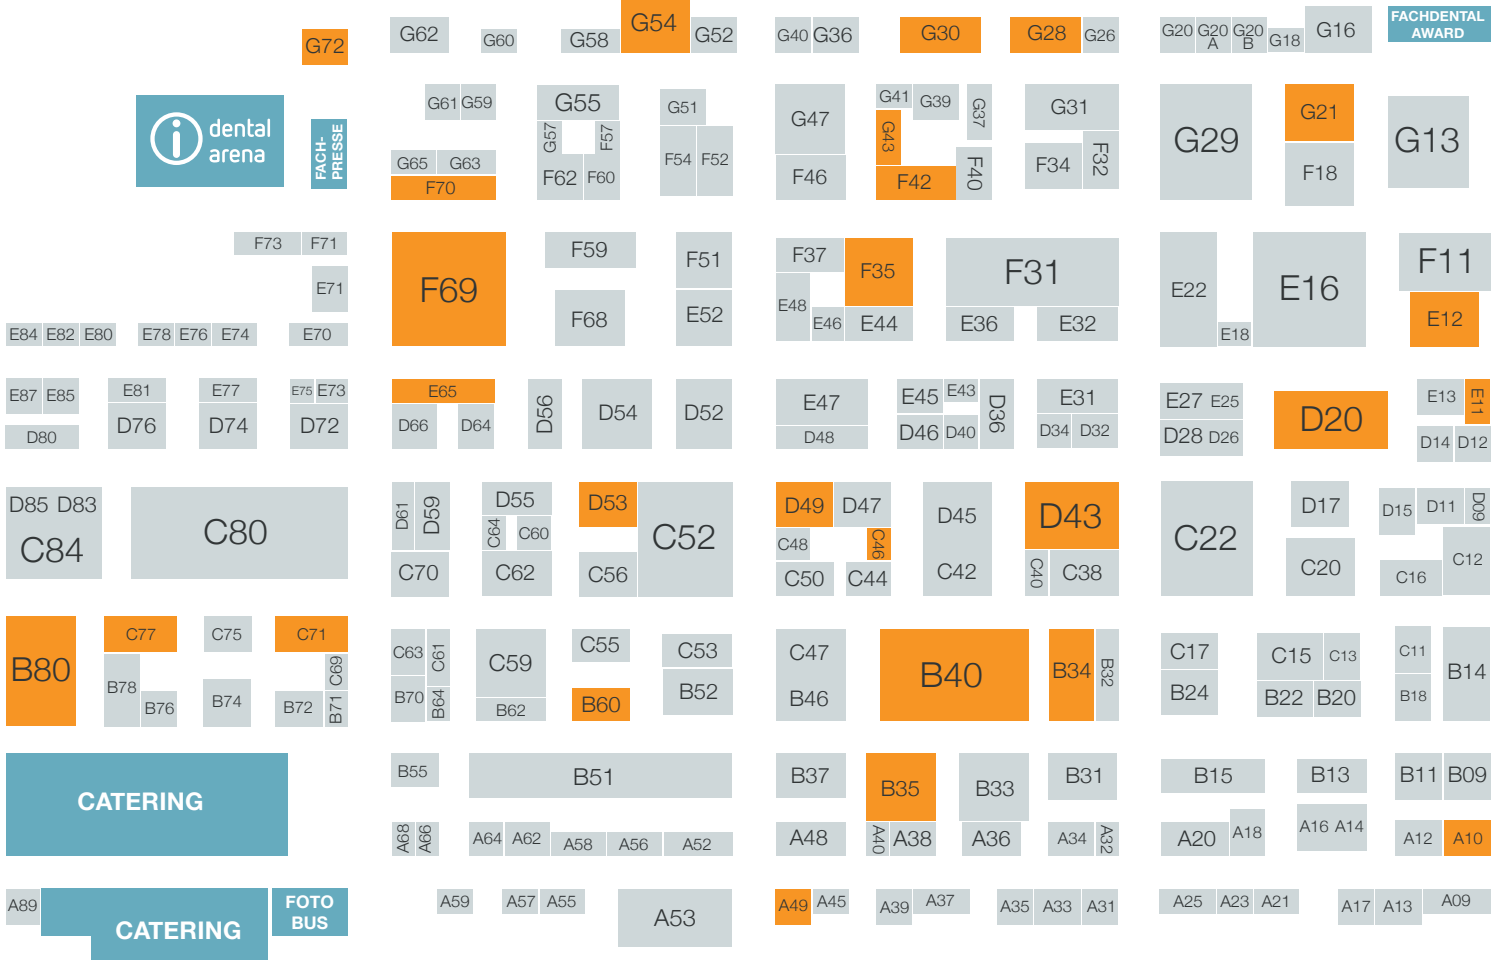 G72
G62
G60
G58
G54
G52
G40 G36
G30
G28
G26
G20 G20 A G20 B G18
G16
FACHDENTAL
AWARD
dental
arena
FACH-
PRESSE
G61 G59
G65 G63
F70
G55
G57
F57
F62 F60
G51
F54 F52
G47
F46
G41 G39
G43
F42
F40
G37
G31
F34
F32
G29
G21
F18
G13
F73 F71
E71
E84 E82 E80
E78 E76 E74
E70
F69
F59
F68
F51
E52
F37
F35
E48
E46
E44
F31
E36
E32
E22
E18
E16
F11
E12
E87 E85
D80
E81
D76
E77
D74
E75 E73
D72
E65
D66
D64
D56
D54
D52
E47
D48
E45
E43
D46 D40
D36
E31
D34 D32
E27 E25
D28 D26
D20
E13
E11
D14 D12
D85 D83
C84
C80
D61
D59
C70
D55
C64
C60
C62
D53
C56
C52
D49 D47
C48
C46
C50 C44
D45
C42
D43
C40
C38
C22
D17
C20
D15
D11
D09
C16
C12
B80
C77
B78
B76
C75
B74
C71
C69
B72
B71
C63
C61
B70
B64
C59
B62
C55
B60
C53
B52
C47
B46
B40
B34
B32
C17
B24
C15 C13
B22 B20
C11
B18
B14
CATERING
B55
A68
A66
B51
A64 A62 A58 A56 A52
B37
A48
B35
A40
A38
B33
A36
B31
A34
A32
B15
A20 A18
B13
A16 A14
B11 B09
A12 A10
A89
CATERING
FOTO
BUS
A59
A57 A55
A53
A49 A45
A39 A37
A35 A33 A31
A25 A23 A21
A17 A13 A09